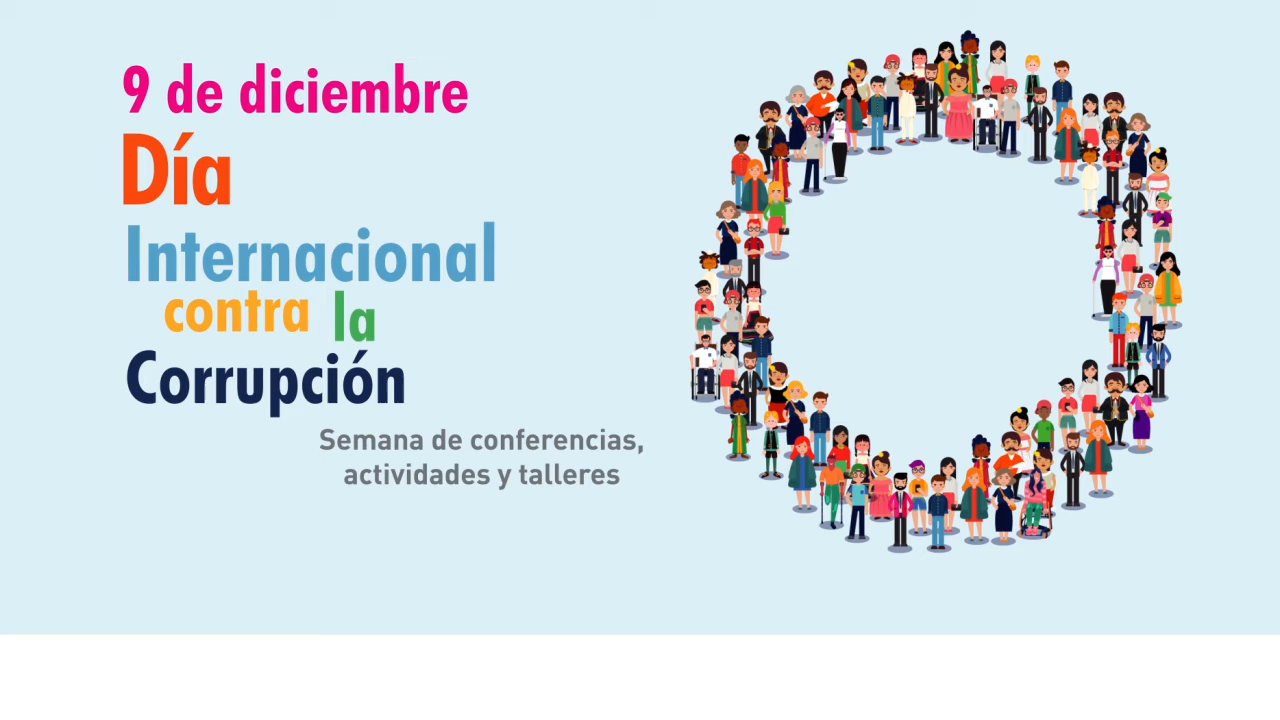 9 de diciembre
Día
Internacional
contra la
Corrupción
Semana de conferencias,
actividades y talleres